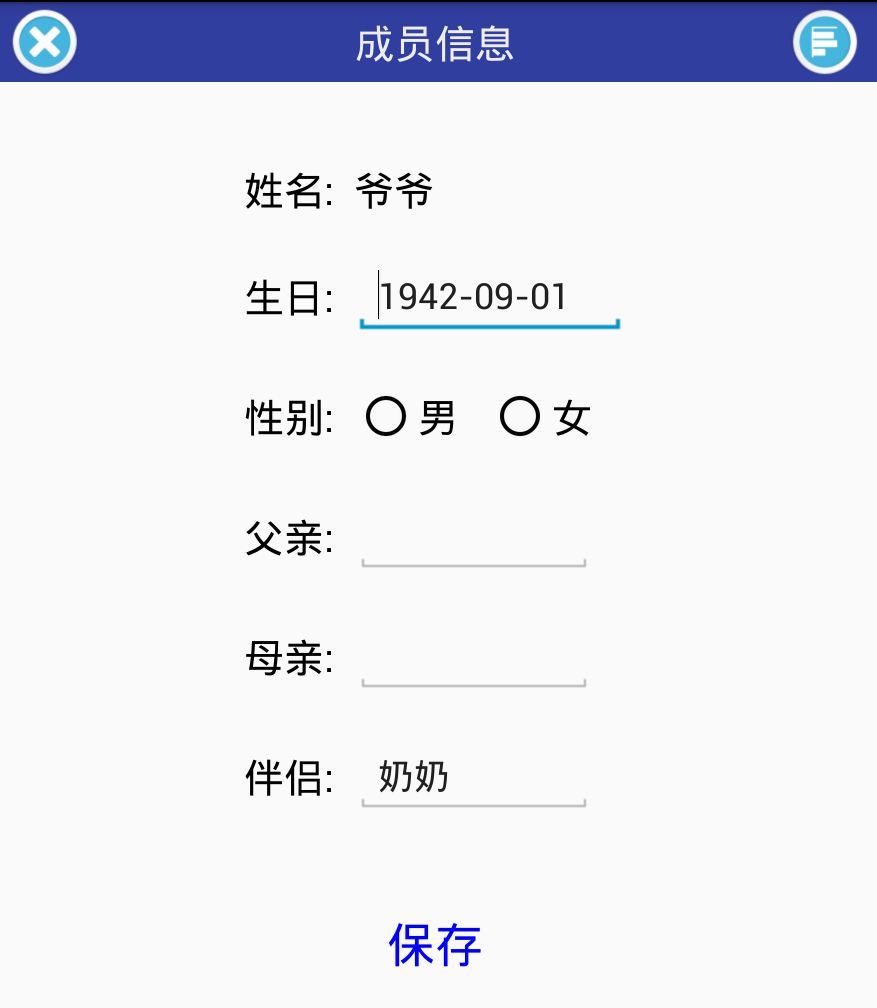 成员信息
姓名: 爷爷
生日: 1942-09-01
性别: 男 女
父亲:
母亲:
伴侣: 奶奶
保存